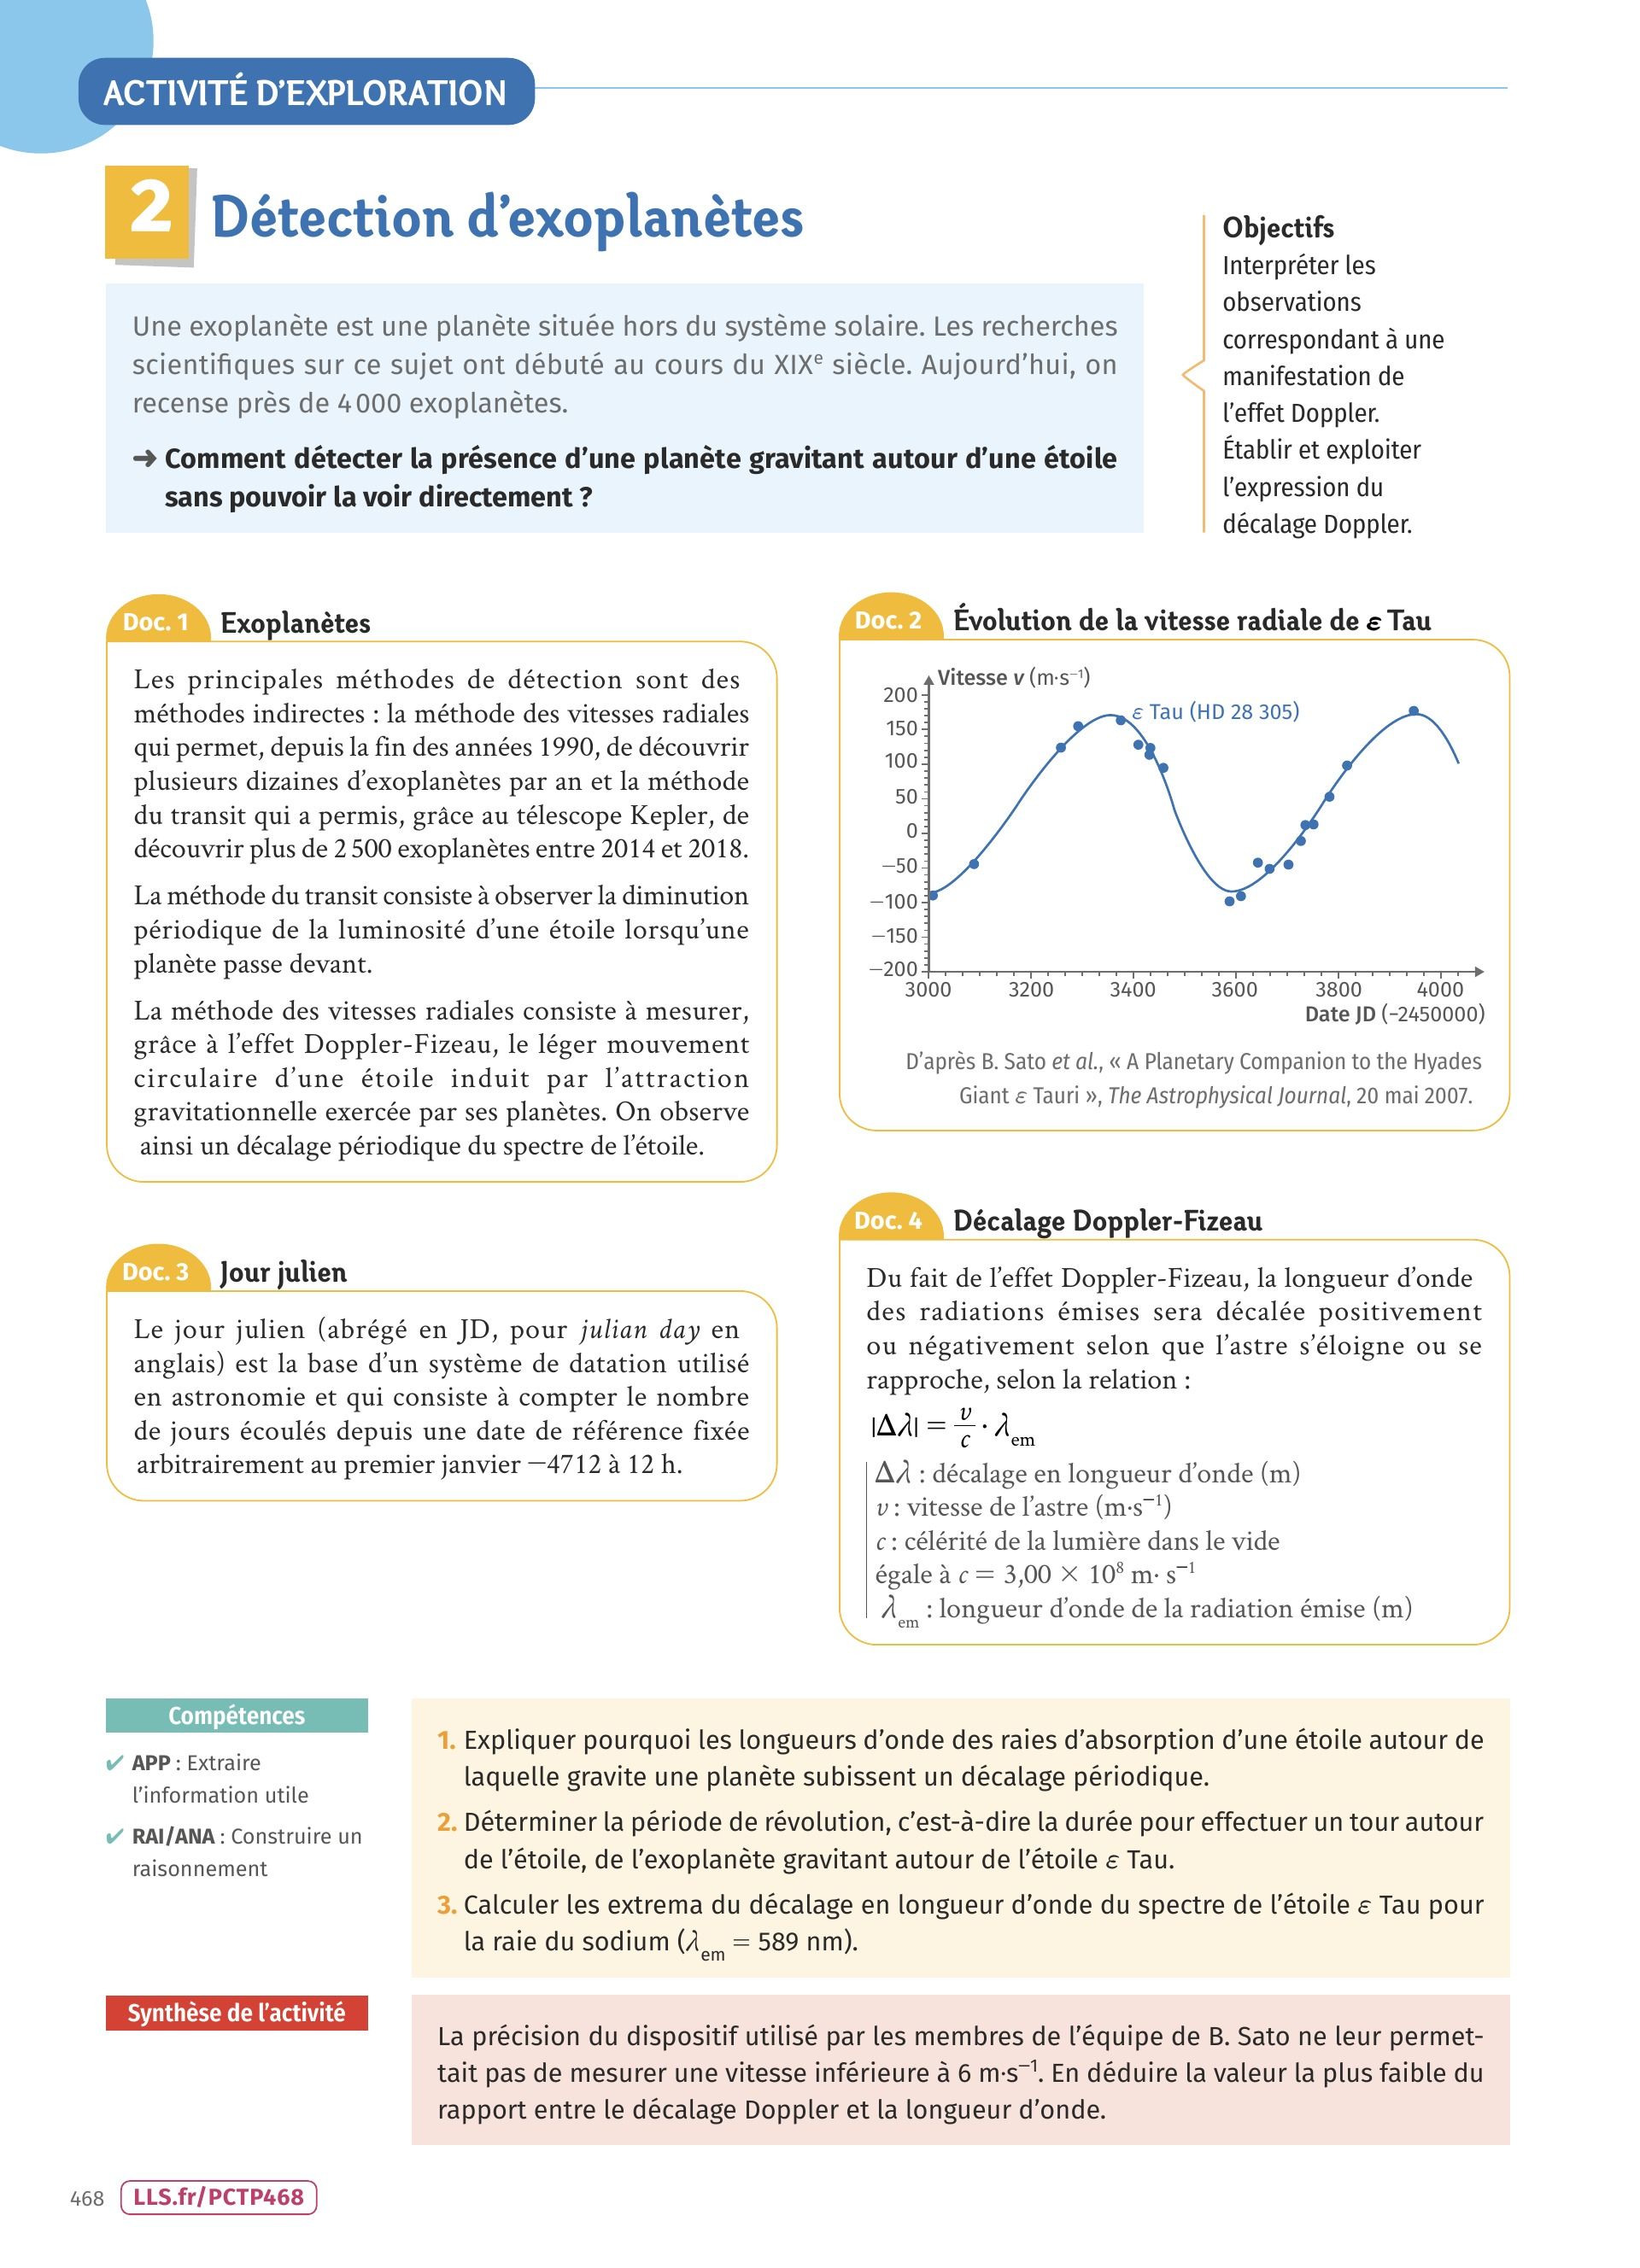 ACTIVITÉ D’EXPLORATION
2 Détection d’exoplanètes
Une exoplanète est une planète située hors du système solaire. Les recherches
scientifiques sur ce sujet ont débuté au cours du XIXe siècle. Aujourd’hui, on
recense près de 4 000 exoplanètes.
➜ Comment détecter la présence d’une planète gravitant autour d’une étoile
sans pouvoir la voir directement ?
Objectifs
Interpréter les
observations
correspondant à une
manifestation de
l’effet Doppler.
Établir et exploiter
l’expression du
décalage Doppler.
Doc. 1 Exoplanètes
Les principales méthodes de détection sont des
méthodes indirectes : la méthode des vitesses radiales
qui permet, depuis la fin des années 1990, de découvrir
plusieurs dizaines d’exoplanètes par an et la méthode
du transit qui a permis, grâce au télescope Kepler, de
découvrir plus de 2 500 exoplanètes entre 2014 et 2018.
La méthode du transit consiste à observer la diminution
périodique de la luminosité d’une étoile lorsqu’une
planète passe devant.
La méthode des vitesses radiales consiste à mesurer,
grâce à l’effet Doppler-Fizeau, le léger mouvement
circulaire d’une étoile induit par l’attraction
gravitationnelle exercée par ses planètes. On observe
ainsi un décalage périodique du spectre de l’étoile.
Doc. 2 Évolution de la vitesse radiale de ε Tau
Vitesse v (m·s⁻¹)
ε Tau (HD 28 305)
200
150
100
50
0
−50
−100
−150
−200
3000 3200 3400 3600 3800 4000
Date JD (−2450000)
D’après B. Sato et al., « A Planetary Companion to the Hyades
Giant ε Tauri », The Astrophysical Journal, 20 mai 2007.
Doc. 3 Jour julien
Le jour julien (abrégé en JD, pour julian day en
anglais) est la base d’un système de datation utilisé
en astronomie et qui consiste à compter le nombre
de jours écoulés depuis une date de référence fixée
arbitrairement au premier janvier −4712 à 12 h.
Doc. 4 Décalage Doppler-Fizeau
Du fait de l’effet Doppler-Fizeau, la longueur d’onde
des radiations émises sera décalée positivement
ou négativement selon que l’astre s’éloigne ou se
rapproche, selon la relation :
|Δλ| = v/c · λem
Δλ : décalage en longueur d’onde (m)
v : vitesse de l’astre (m·s⁻¹)
c : célérité de la lumière dans le vide
égale à c = 3,00 × 10⁸ m· s⁻¹
λem : longueur d’onde de la radiation émise (m)
Compétences
✔ APP : Extraire
l’information utile
✔ RAI/ANA : Construire un
raisonnement
1. Expliquer pourquoi les longueurs d’onde des raies d’absorption d’une étoile autour de
laquelle gravite une planète subissent un décalage périodique.
2. Déterminer la période de révolution, c’est-à-dire la durée pour effectuer un tour autour
de l’étoile, de l’exoplanète gravitant autour de l’étoile ε Tau.
3. Calculer les extrema du décalage en longueur d’onde du spectre de l’étoile ε Tau pour
la raie du sodium (λem = 589 nm).
Synthèse de l’activité
La précision du dispositif utilisé par les membres de l’équipe de B. Sato ne leur permet-
tait pas de mesurer une vitesse inférieure à 6 m·s⁻¹. En déduire la valeur la plus faible du
rapport entre le décalage Doppler et la longueur d’onde.
468 LLS.fr/PCTP468